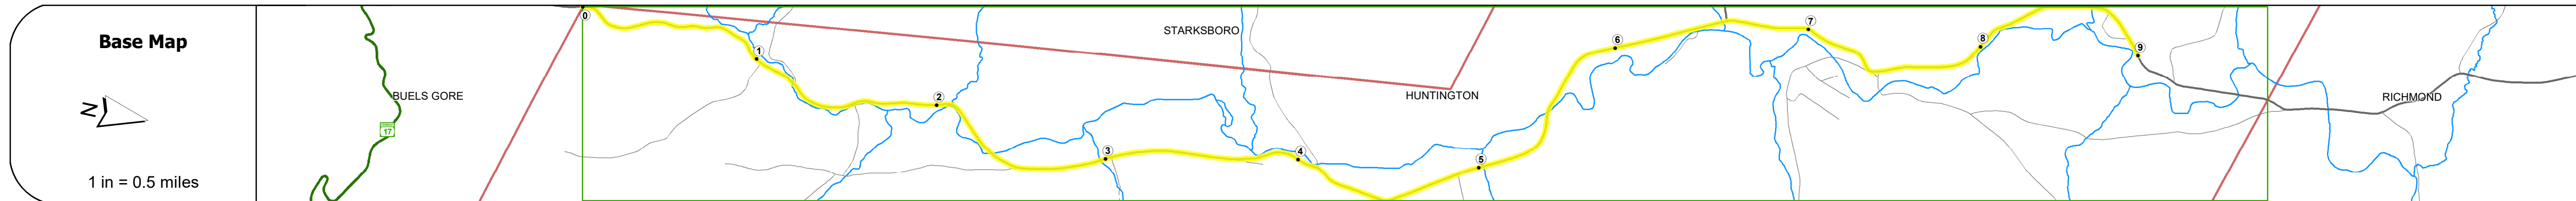 Base Map
N
1 in = 0.5 miles
BUELS GORE
17
0
1
2
3
STARKSBORO
4
HUNTINGTON
5
6
7
8
9
RICHMOND